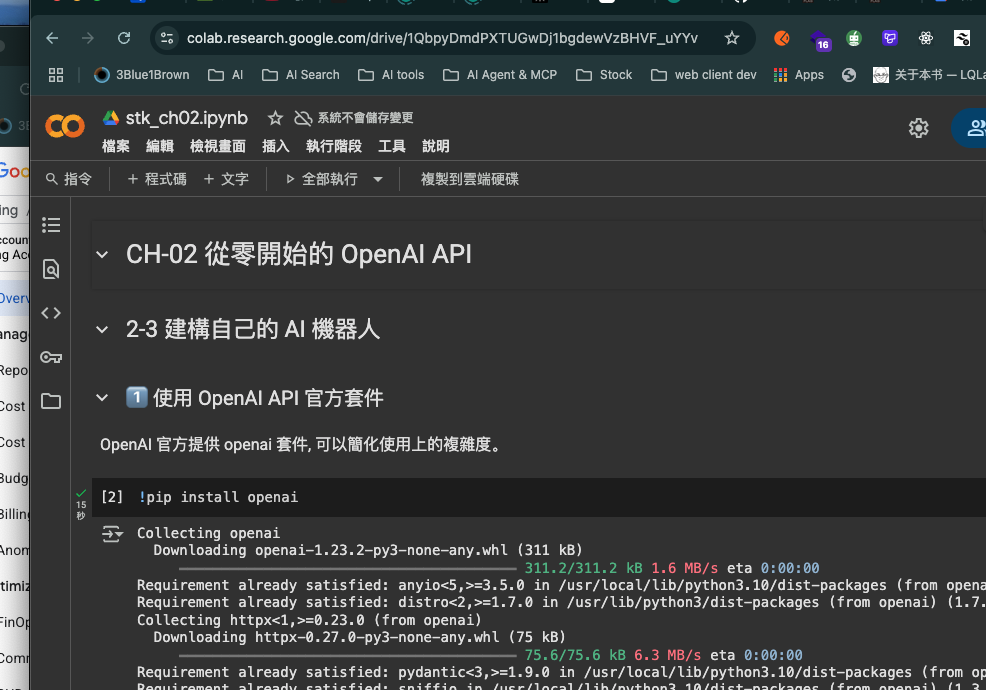 colab.research.google.com/drive/1QbpyDmdPXTUGwDj1bgdewVzBHVF_uYYv
16
3Blue1Brown
AI
AI Search
AI tools
AI Agent & MCP
Stock
web client dev
Apps
关于本书 — LQLa
stk_ch02.ipynb
系統不會儲存變更
檔案 編輯 檢視畫面 插入 執行階段 工具 說明
指令
+ 程式碼
+ 文字
全部執行
複製到雲端硬碟
CH-02 從零開始的 OpenAI API
2-3 建構自己的 AI 機器人
1 使用 OpenAI API 官方套件
OpenAI 官方提供 openai 套件, 可以簡化使用上的複雜度。
15
秒
[2] !pip install openai
Collecting openai
Downloading openai-1.23.2-py3-none-any.whl (311 kB)
311.2/311.2 kB 1.6 MB/s eta 0:00:00
Requirement already satisfied: anyio<5,>=3.5.0 in /usr/local/lib/python3.10/dist-packages (from opena
Requirement already satisfied: distro<2,>=1.7.0 in /usr/lib/python3/dist-packages (from openai) (1.7.
Collecting httpx<1,>=0.23.0 (from openai)
Downloading httpx-0.27.0-py3-none-any.whl (75 kB)
75.6/75.6 kB 6.3 MB/s eta 0:00:00
Requirement already satisfied: pydantic<3,>=1.9.0 in /usr/local/lib/python3.10/dist-packages (from op